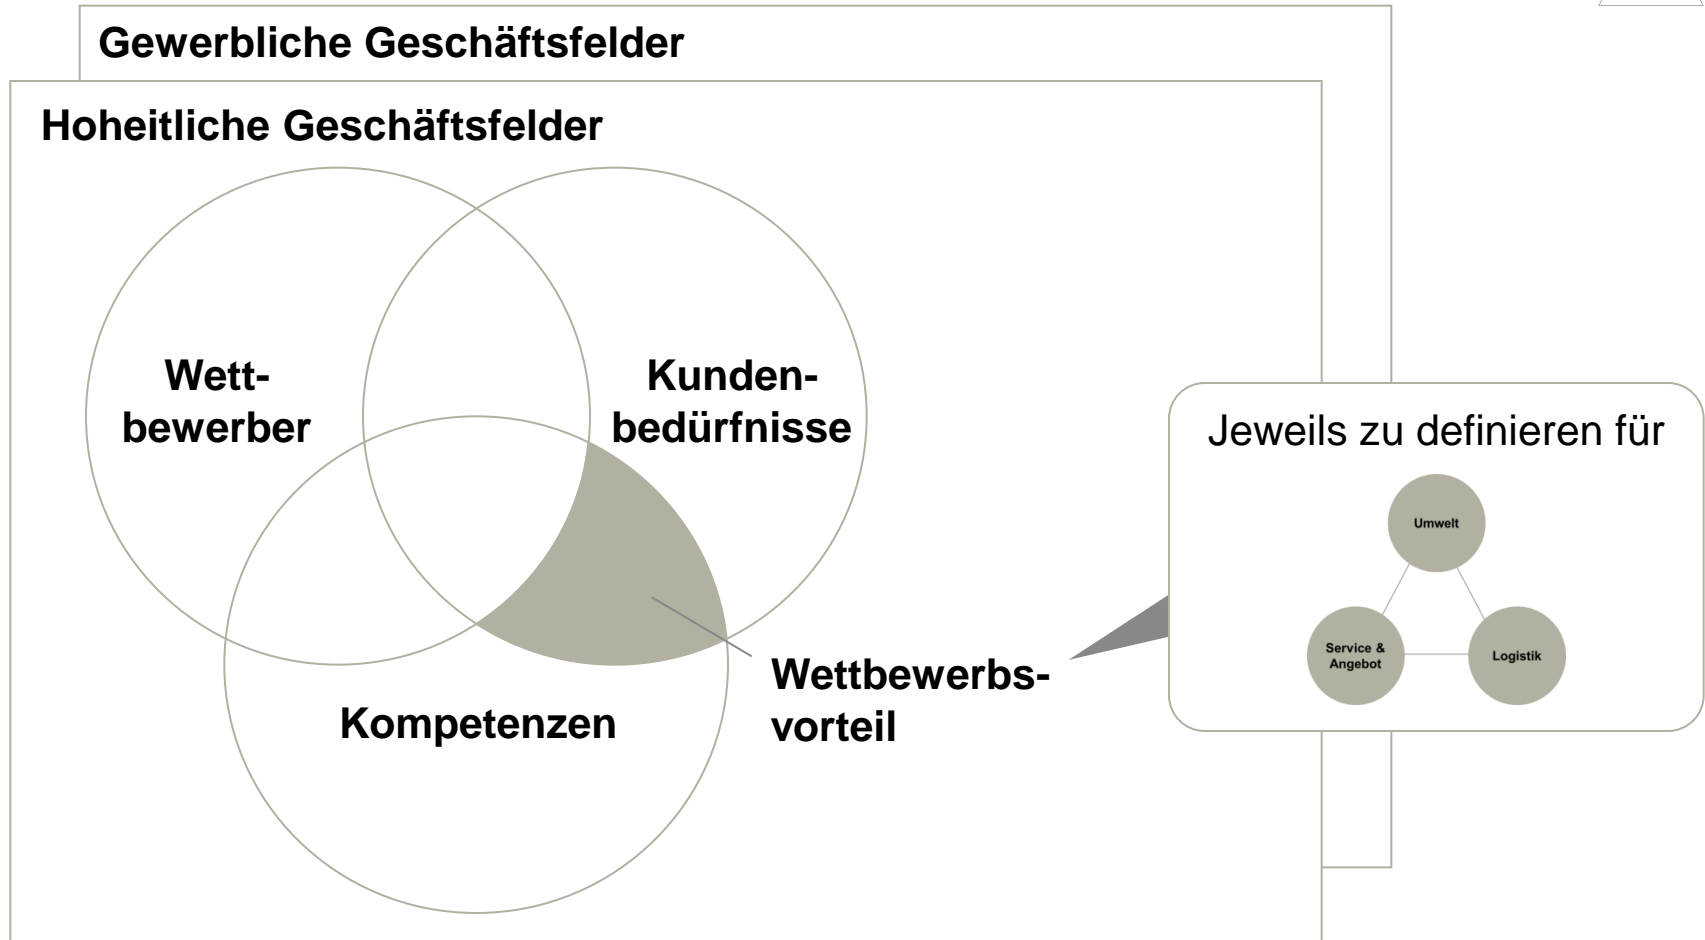 Gewerbliche Geschäftsfelder
Hoheitliche Geschäftsfelder
Wett-
bewerber
Kunden-
bedürfnisse
Kompetenzen
Wettbewerbs-
vorteil
Jeweils zu definieren für
Umwelt
Service &
Angebot
Logistik